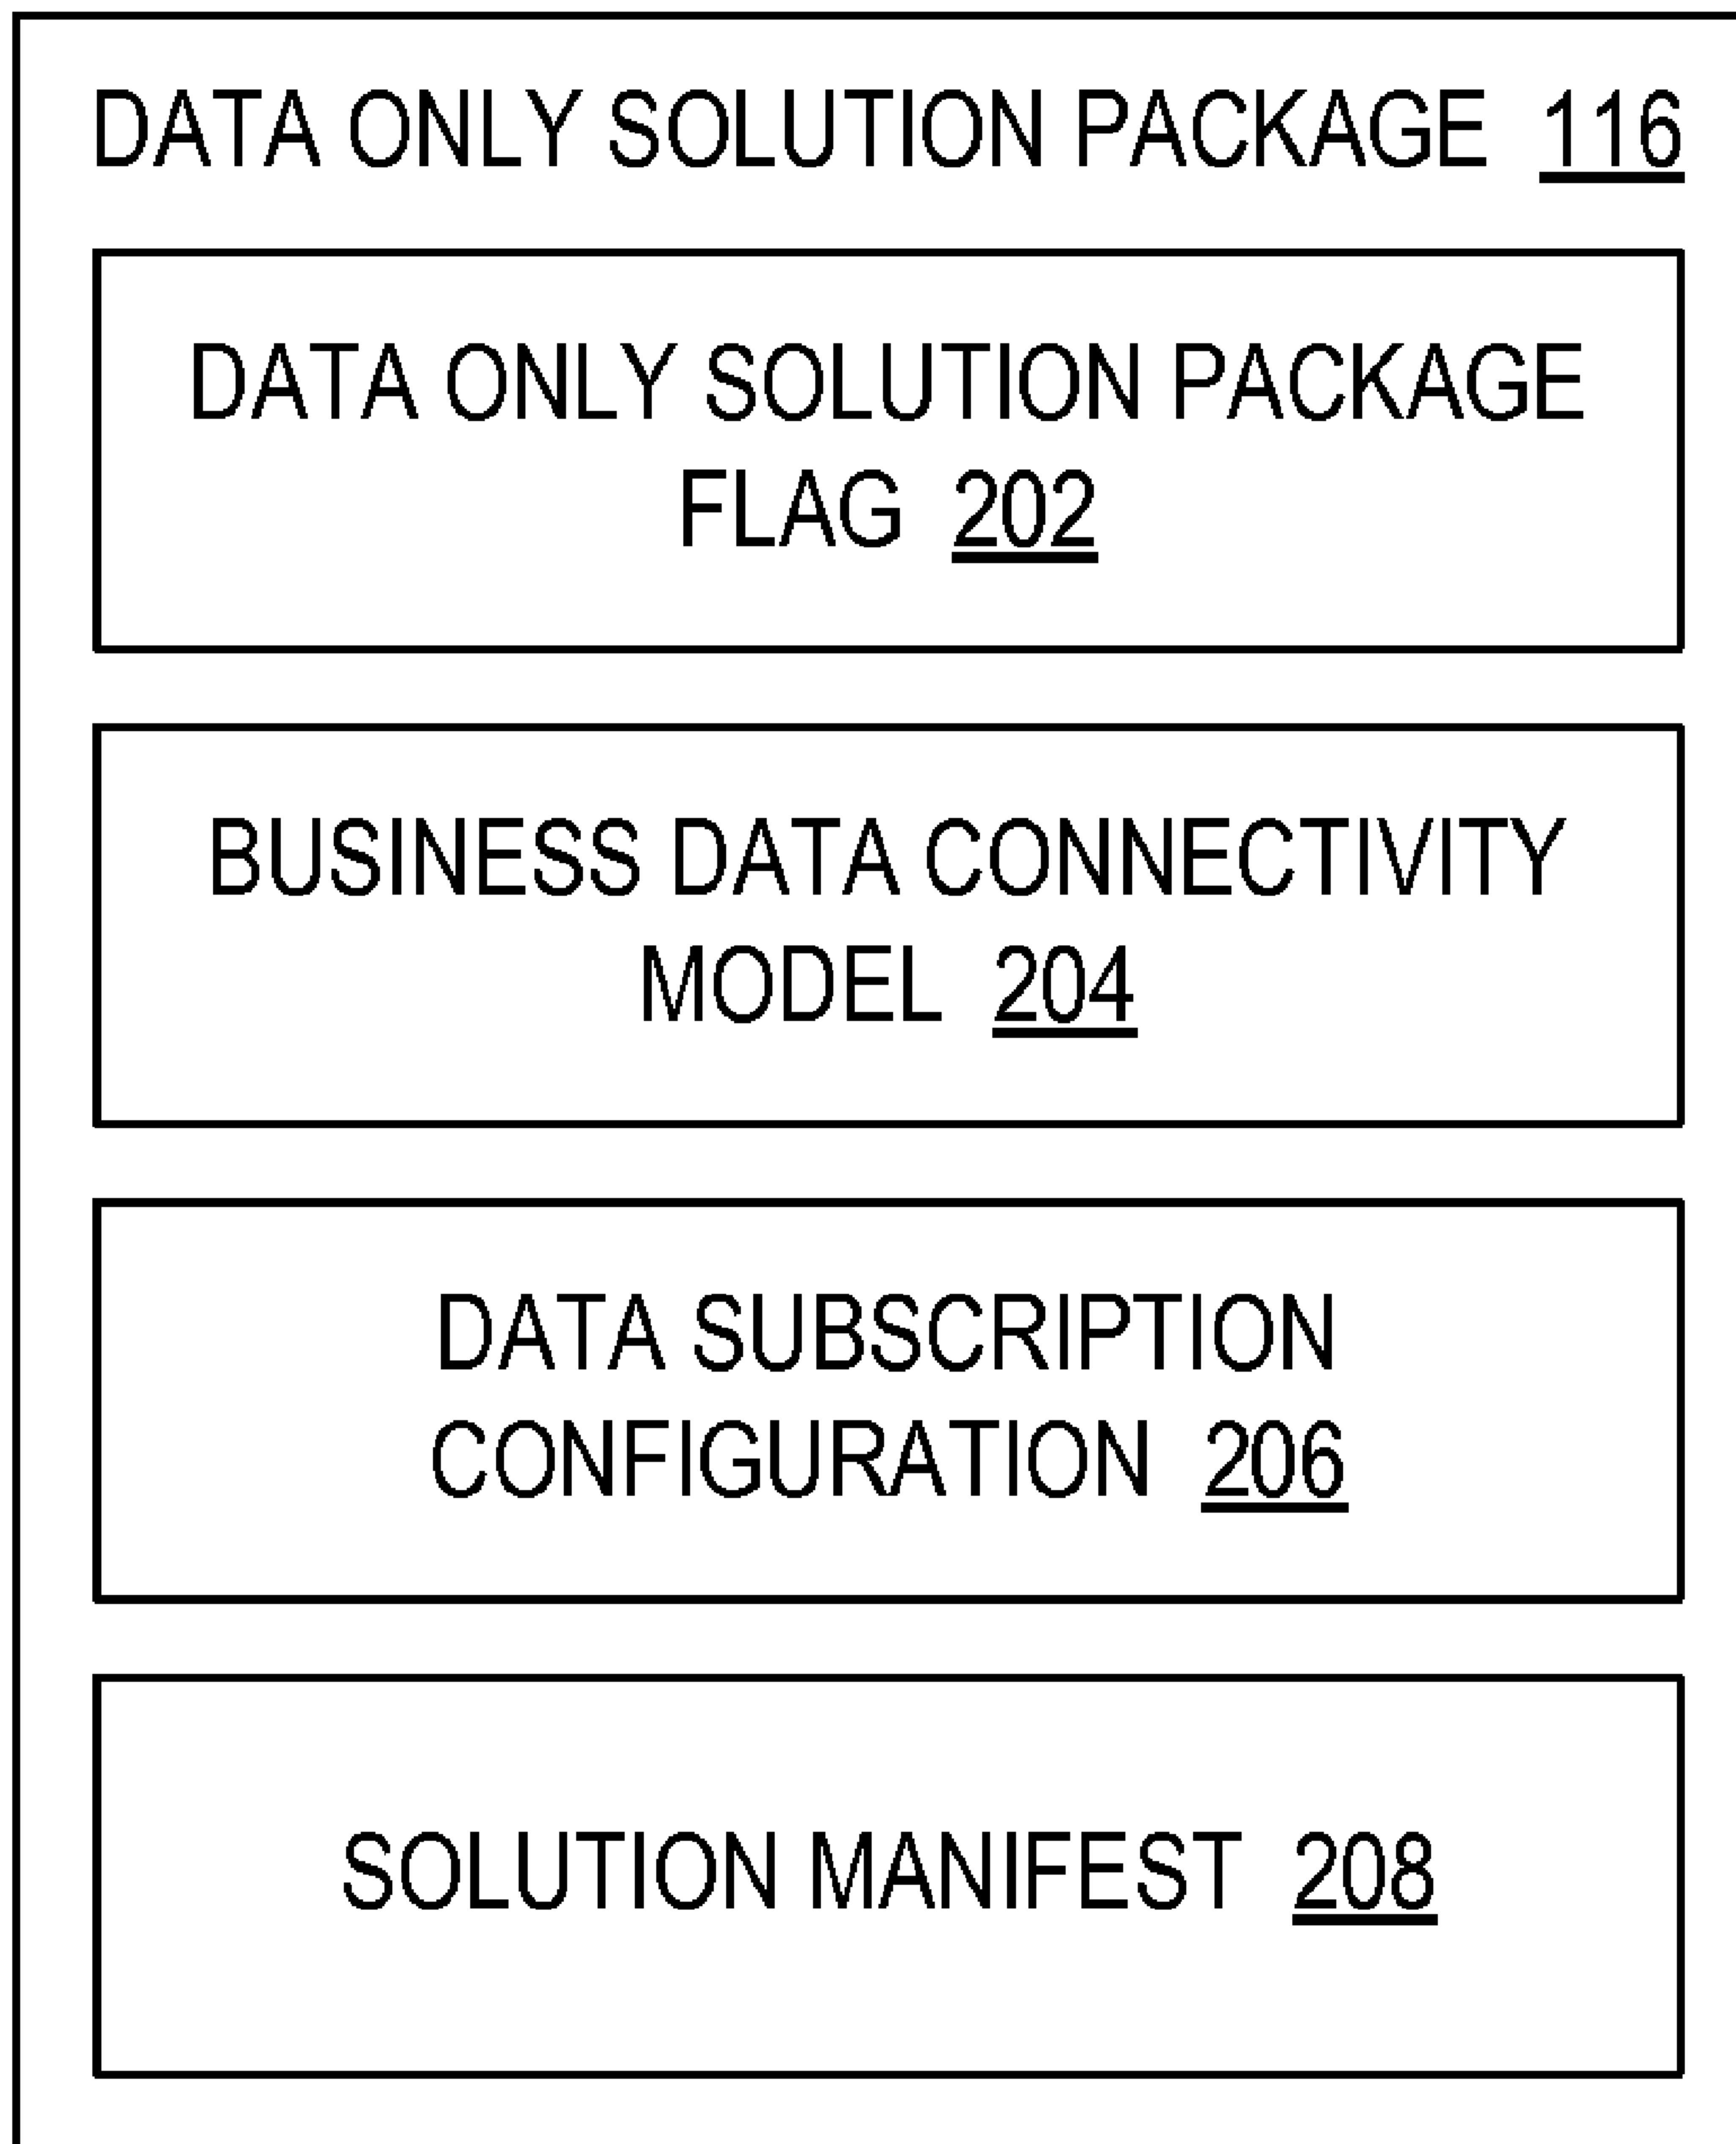 DATA ONLY SOLUTION PACKAGE 116
DATA ONLY SOLUTION PACKAGE
FLAG 202
BUSINESS DATA CONNECTIVITY
MODEL 204
DATA SUBSCRIPTION
CONFIGURATION 206
SOLUTION MANIFEST 208